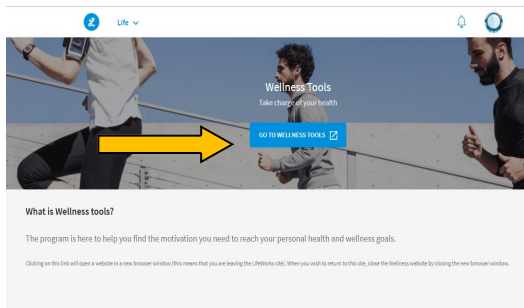 Life
Wellness Tools
Take charge of your health
GO TO WELLNESS TOOLS
What is Wellness tools?
The program is here to help you find the motivation you need to reach your personal health and wellness goals.
Clicking on this link will open a website in a new browser window (this means that you are leaving the LifeWorks site). When you wish to return to this site, close the Wellness website by closing the new browser window.